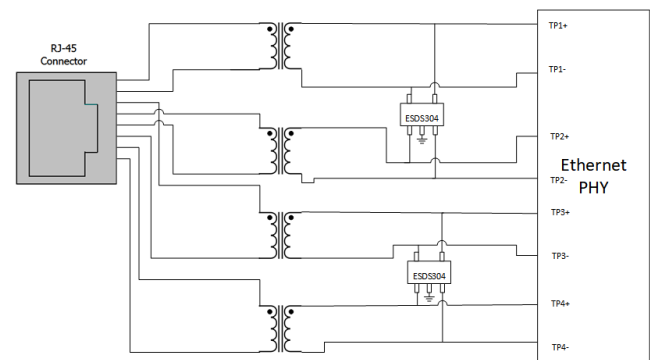 RJ-45
Connector
TP1+
TP1-
ESDS304
TP2+
Ethernet
PHY
TP2-
TP3+
TP3-
ESDS304
TP4+
TP4-